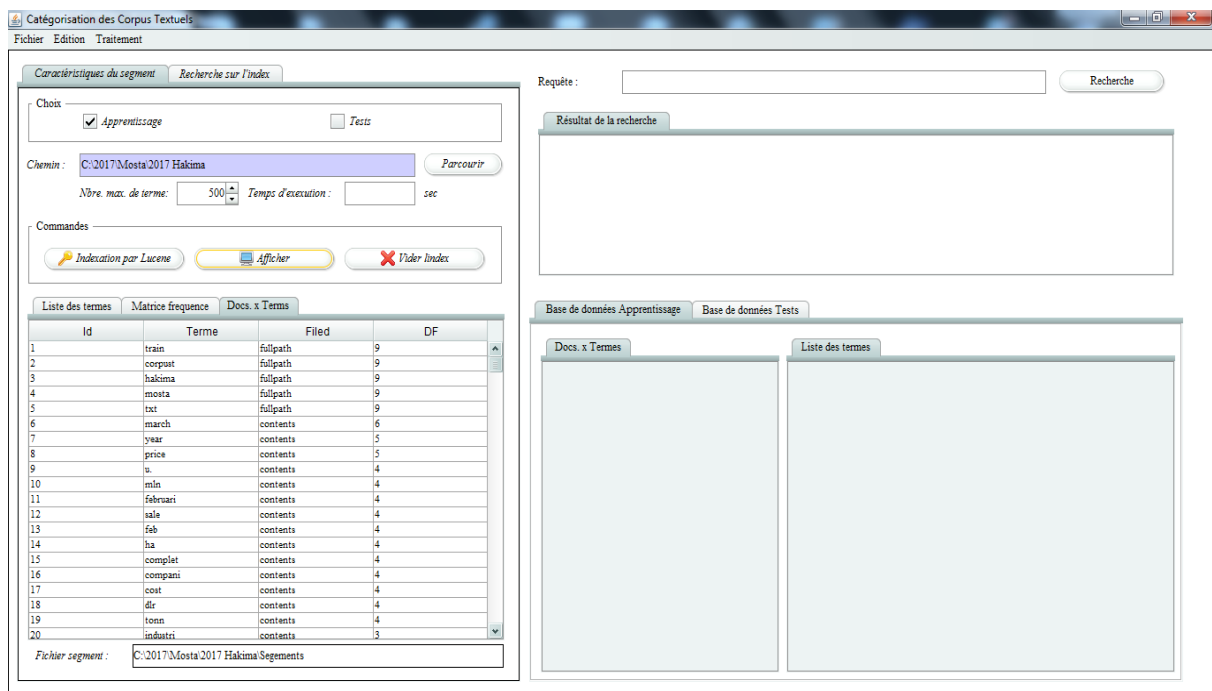 Catégorisation des Corpus Textuels
Fichier Edition Traitement
Caractéristiques du segment Recherche sur l'index
Choix
Apprentissage Tests
Chemin : C:\2017\Mosta\2017 Hakima Parcourir
Nbre. max. de terme: 500 Temps d'exexution : sec
Commandes
Indexation par Lucene Afficher Vider lindex
Liste des termes Matrice frequence Docs. x Terms
Id Terme Filed DF
1 train fullpath 9
2 corpust fullpath 9
3 hakima fullpath 9
4 mosta fullpath 9
5 txt fullpath 9
6 march contents 6
7 year contents 5
8 price contents 5
9 u. contents 4
10 mln contents 4
11 februari contents 4
12 sale contents 4
13 feb contents 4
14 ha contents 4
15 complet contents 4
16 compani contents 4
17 cost contents 4
18 dlr contents 4
19 tonn contents 4
20 industri contents 3
Fichier segment : C:\2017\Mosta\2017 Hakima\Segements
Requête : Recherche
Résultat de la recherche
Base de données Apprentissage Base de données Tests
Docs. x Termes Liste des termes